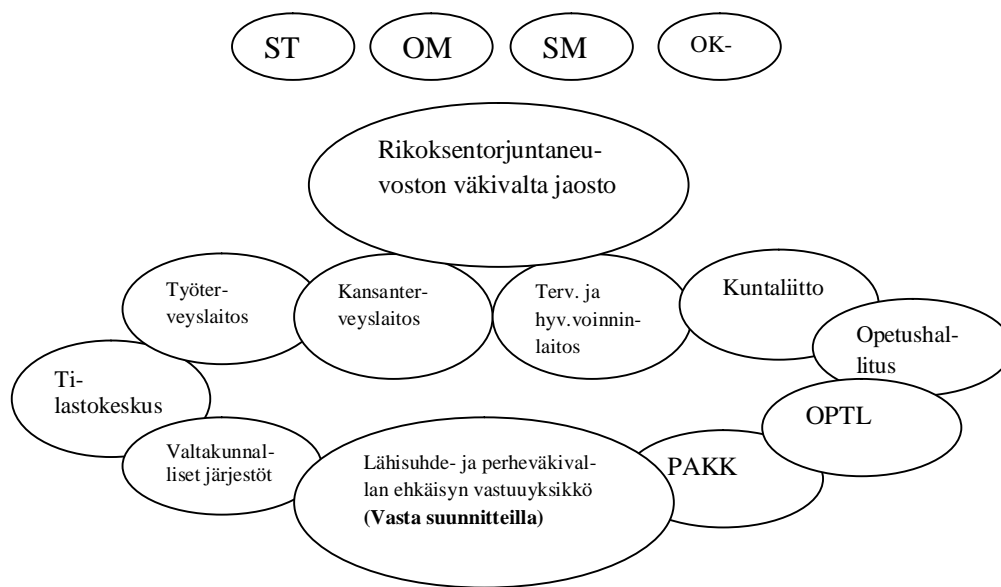 ST
OM
SM
OK-
Rikoksentorjuntaneu-
voston väkivalta jaosto
Työter-
veyslaitos
Kansanter-
veyslaitos
Terv. ja
hyv.voinnin-
laitos
Kuntaliitto
Opetushal-
litus
Ti-
lastokeskus
OPTL
Valtakunnal-
liset järjestöt
Lähisuhde- ja perheväkival-
lan ehkäisyn vastuuyksikkö
(Vasta suunnitteilla)
PAKK